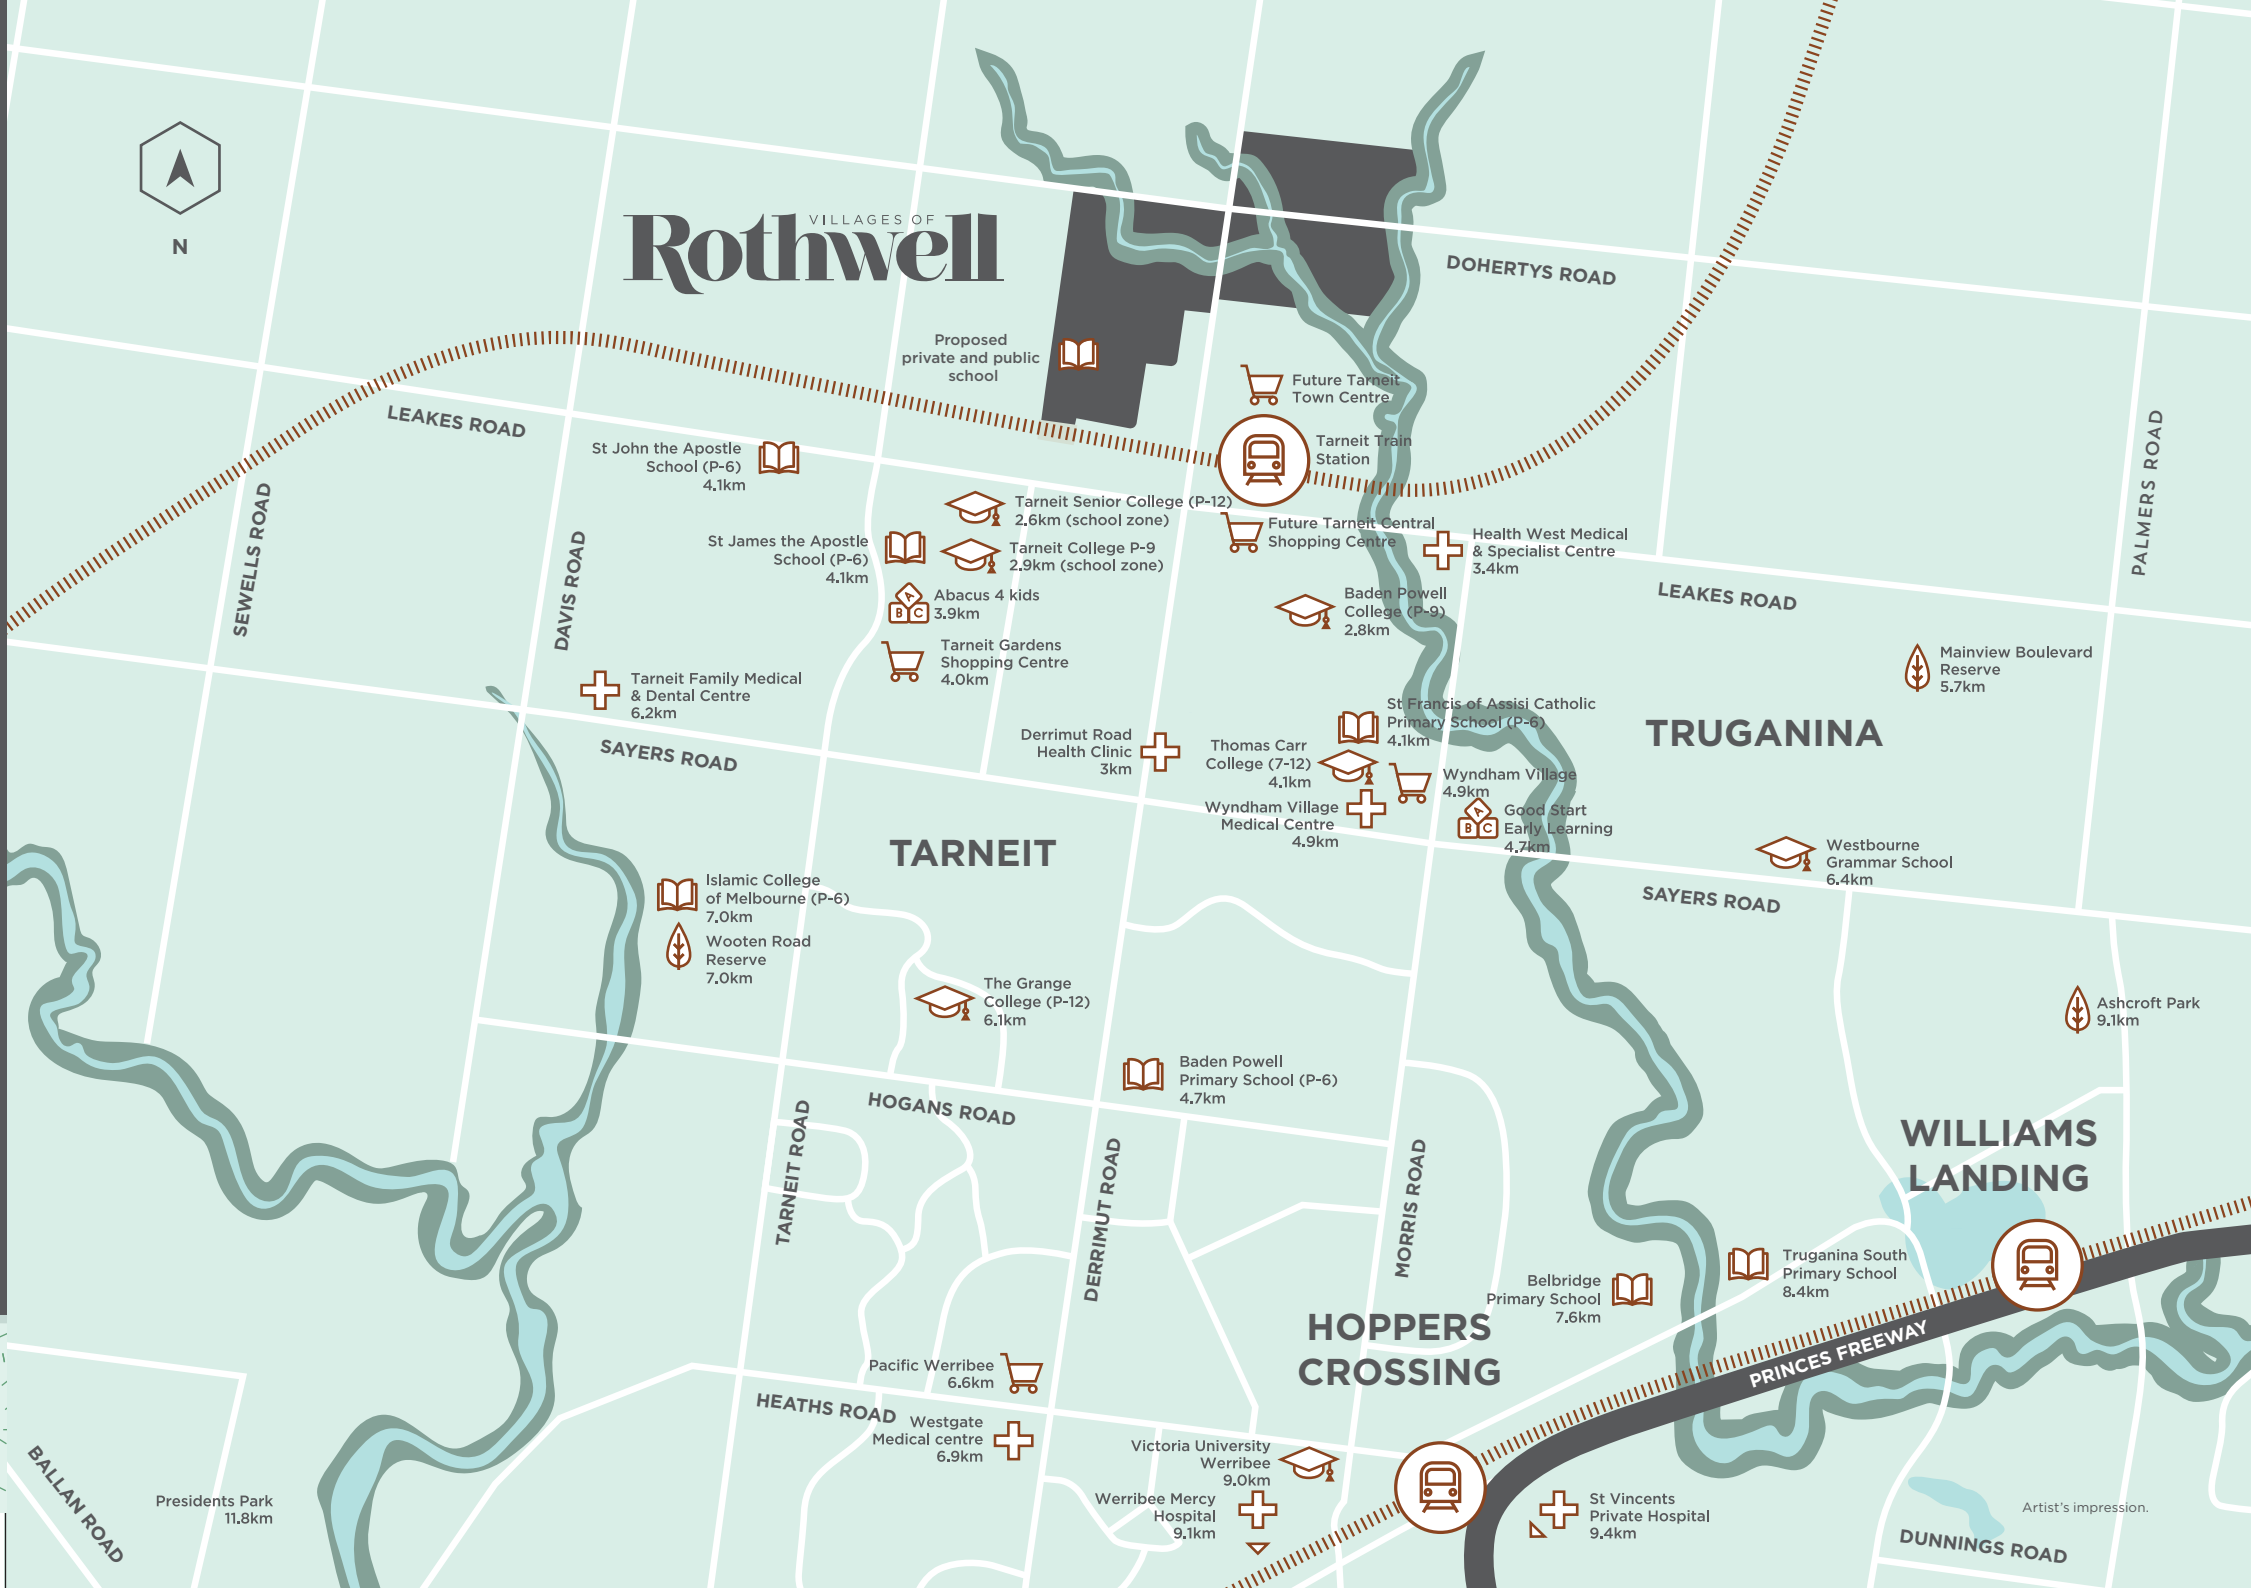 N
VILLAGES OF
Rothwell
DOHERTYS ROAD
Proposed
private and public
school
Future Tarneit
Town Centre
LEAKES ROAD
Tarneit Train
Station
St John the Apostle
School (P-6)
4.1km
PALMERS ROAD
SEWELLS ROAD
DAVIS ROAD
Tarneit Senior College (P-12)
2.6km (school zone)
Future Tarneit Central
Shopping Centre
Health West Medical
& Specialist Centre
3.4km
St James the Apostle
School (P-6)
4.1km
Tarneit College P-9
2.9km (school zone)
A
B C
Abacus 4 kids
3.9km
Baden Powell
College (P-9)
2.8km
LEAKES ROAD
Tarneit Gardens
Shopping Centre
4.0km
Mainview Boulevard
Reserve
5.7km
Tarneit Family Medical
& Dental Centre
6.2km
SAYERS ROAD
St Francis of Assisi Catholic
Primary School (P-6)
4.1km
TRUGANINA
Derrimut Road
Health Clinic
3km
Thomas Carr
College (7-12)
4.1km
Wyndham Village
4.9km
Wyndham Village
Medical Centre
4.9km
A
B C
Good Start
Early Learning
4.7km
TARNEIT
Westbourne
Grammar School
6.4km
SAYERS ROAD
Islamic College
of Melbourne (P-6)
7.0km
Wooten Road
Reserve
7.0km
The Grange
College (P-12)
6.1km
Ashcroft Park
9.1km
Baden Powell
Primary School (P-6)
4.7km
HOGANS ROAD
TARNEIT ROAD
DERRIMUT ROAD
MORRIS ROAD
WILLIAMS
LANDING
Truganina South
Primary School
8.4km
Belbridge
Primary School
7.6km
HOPPERS
CROSSING
PRINCES FREEWAY
Pacific Werribee
6.6km
HEATHS ROAD
Westgate
Medical centre
6.9km
Victoria University
Werribee
9.0km
Werribee Mercy
Hospital
9.1km
St Vincents
Private Hospital
9.4km
BALLAN ROAD
Presidents Park
11.8km
Artist's impression.
DUNNINGS ROAD